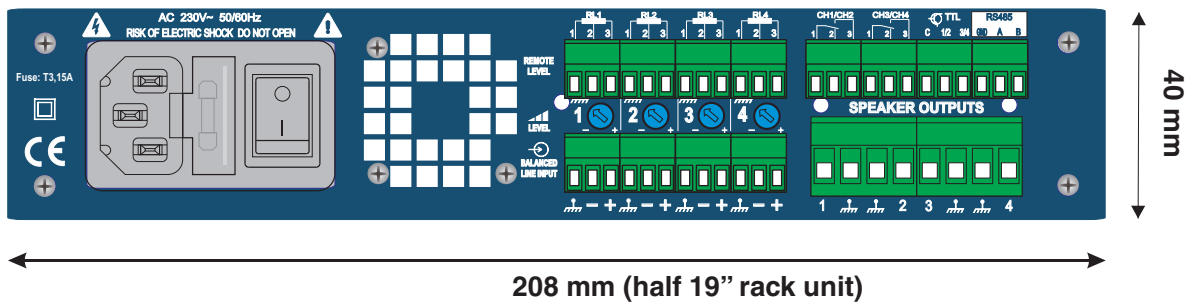 AC 230V~ 50/60Hz
RISK OF ELECTRIC SHOCK DO NOT OPEN
Fuse: T3,15A
CE
RL1 RL2 RL3 RL4
1 2 3 1 2 3 1 2 3 1 2 3
REMOTE
LEVEL
CH1/CH2 CH3/CH4 TTL RS485
1 2 3 1 2 3 C 1/2 3/4 GND A B
1 2 3 4
- + - + - + - +
LEVEL
BALANCED
LINE INPUT
- + - + - + - +
SPEAKER OUTPUTS
1 2 3 4
40 mm
208 mm (half 19” rack unit)